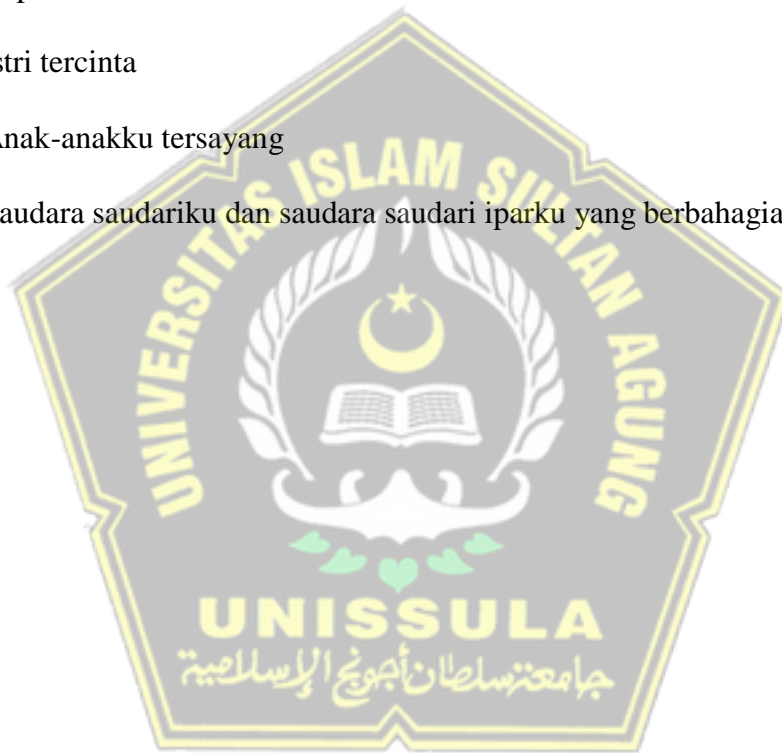 stri tercinta
Anak-anakku tersayang
audara saudariku dan saudara saudari iparku yang berbahagia
UNIVERSITAS ISLAM SULTAN AGUNG
UNISSULA
جامعة سلطان أجونج الإسلامية